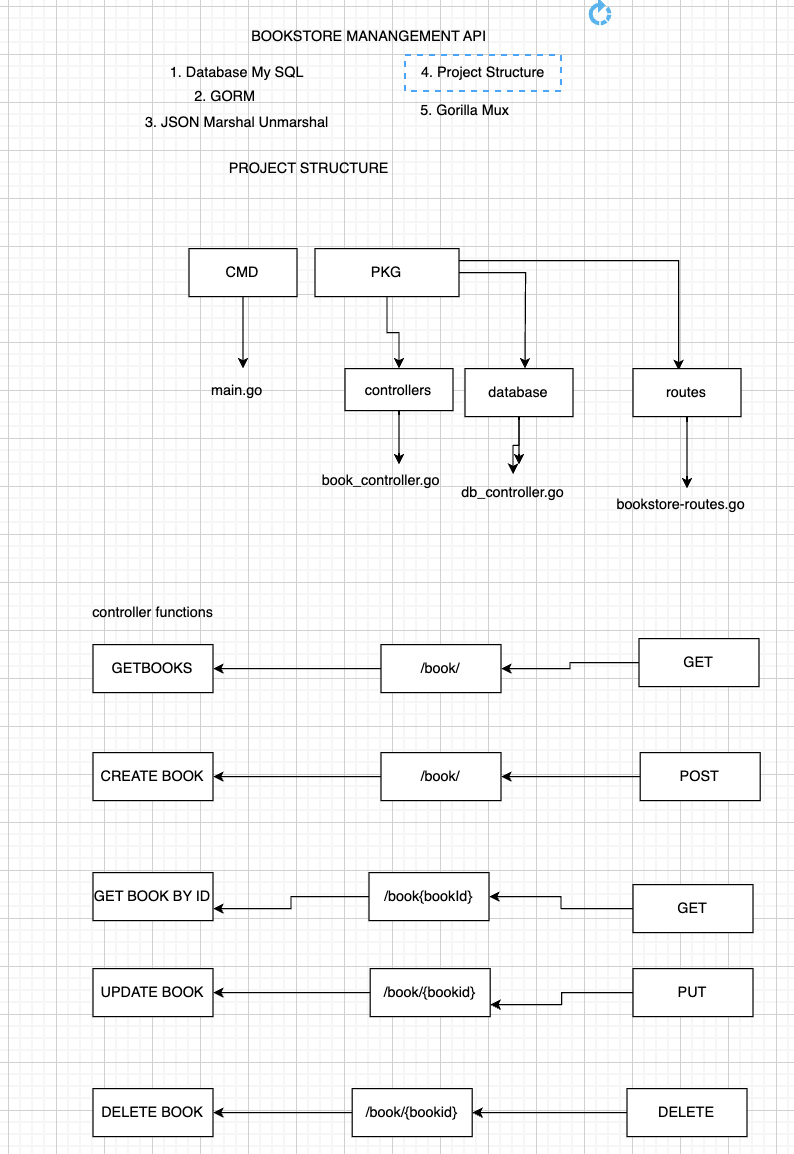 BOOKSTORE MANANGEMENT API
1. Database My SQL
2. GORM
3. JSON Marshal Unmarshal
4. Project Structure
5. Gorilla Mux
PROJECT STRUCTURE
CMD
PKG
main.go
controllers
database
routes
book_controller.go
db_controller.go
bookstore-routes.go
controller functions
GETBOOKS
/book/
GET
CREATE BOOK
/book/
POST
GET BOOK BY ID
/book{bookId}
GET
UPDATE BOOK
/book/{bookid}
PUT
DELETE BOOK
/book/{bookid}
DELETE